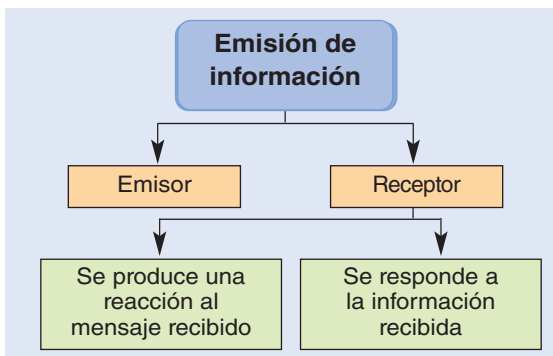 Emisión de
información
Emisor
Receptor
Se produce una
reacción al
mensaje recibido
Se responde a
la información
recibida